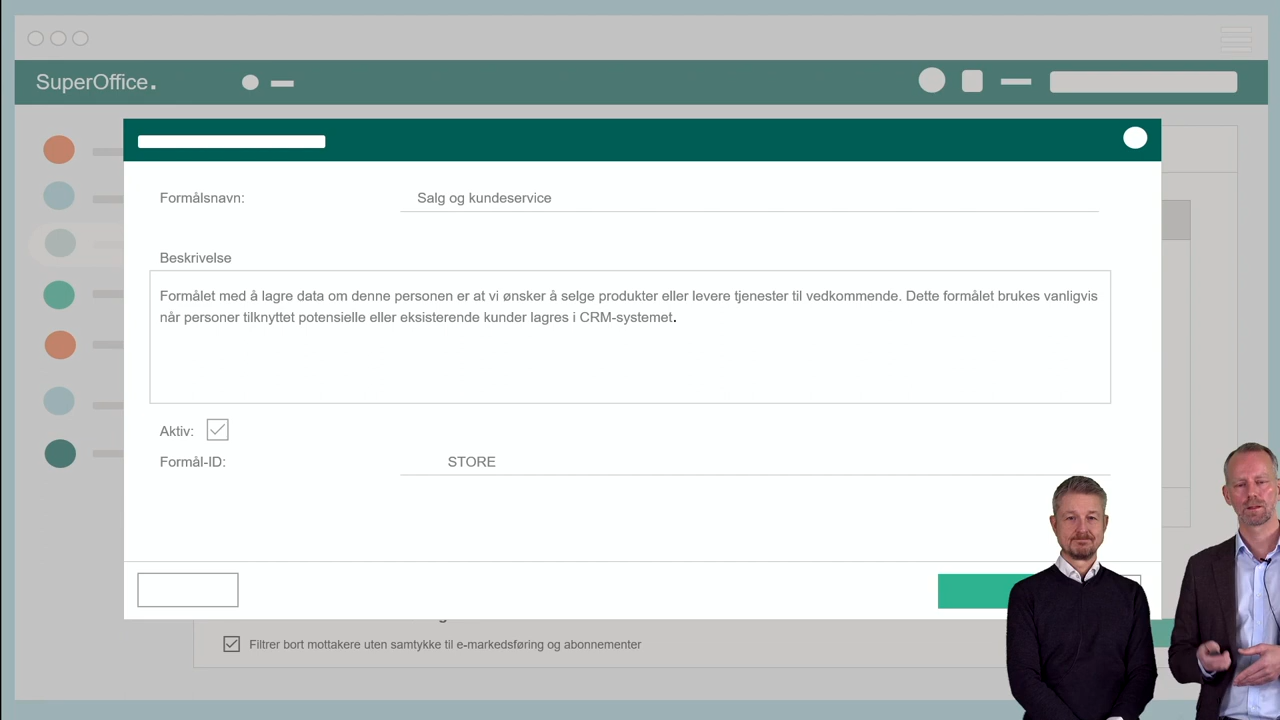 SuperOffice.
Formålsnavn:
Salg og kundeservice
Beskrivelse
Formålet med å lagre data om denne personen er at vi ønsker å selge produkter eller levere tjenester til vedkommende. Dette formålet brukes vanligvis
når personer tilknyttet potensielle eller eksisterende kunder lagres i CRM-systemet.
Aktiv:
Formål-ID:
STORE
Filtrer bort mottakere uten samtykke til e-markedsføring og abonnementer